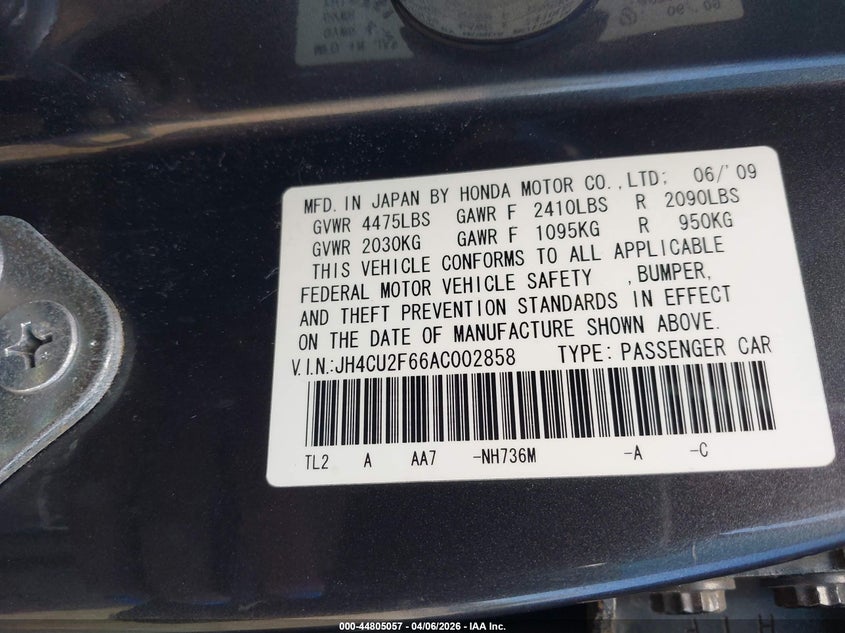 MFD. IN JAPAN BY HONDA MOTOR CO., LTD; 06/'09
GVWR 4475LBS GAWR F 2410LBS R 2090LBS
GVWR 2030KG GAWR F 1095KG R 950KG
THIS VEHICLE CONFORMS TO ALL APPLICABLE
FEDERAL MOTOR VEHICLE SAFETY , BUMPER,
AND THEFT PREVENTION STANDARDS IN EFFECT
ON THE DATE OF MANUFACTURE SHOWN ABOVE.
V.I.N.:JH4CU2F66AC002858 TYPE: PASSENGER CAR
TL2 A AA7 -NH736M -A -C
000-44805057 - 04/06/2026 - IAA Inc.